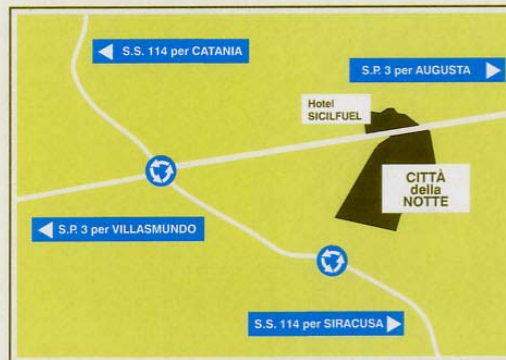 S.S. 114 per CATANIA
S.P. 3 per AUGUSTA
Hotel
SICILFUEL
CITTÀ
della
NOTTE
S.P. 3 per VILLASMUNDO
S.S. 114 per SIRACUSA